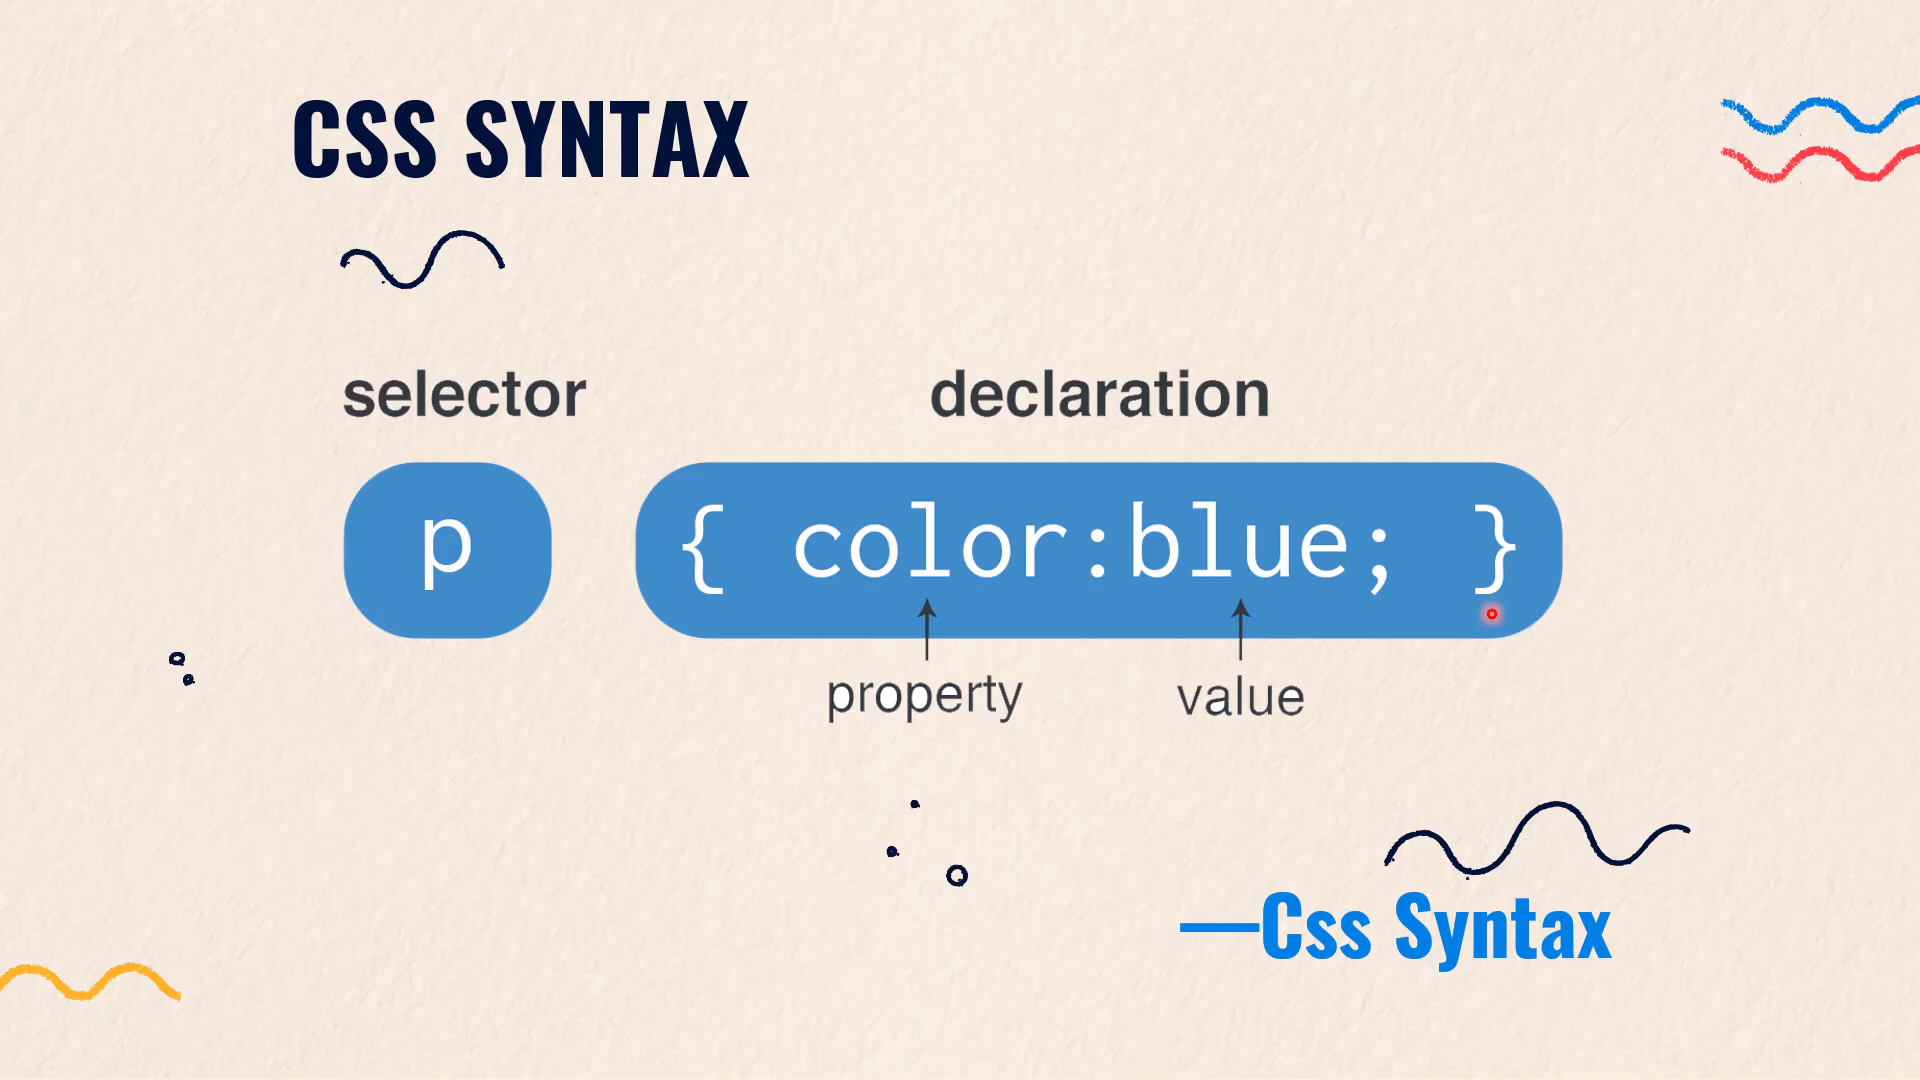 CSS SYNTAX
selector declaration
p { color:blue; }
property value
—Css Syntax